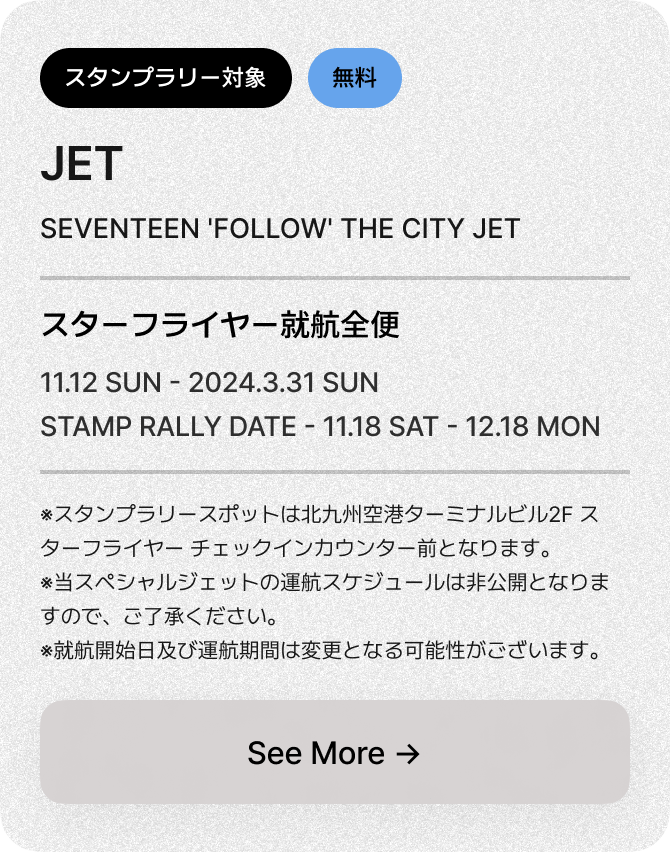 スタンプラリー対象 無料
JET
SEVENTEEN 'FOLLOW' THE CITY JET
スターフライヤー就航全便
11.12 SUN - 2024.3.31 SUN
STAMP RALLY DATE - 11.18 SAT - 12.18 MON
※スタンプラリースポットは北九州空港ターミナルビル2F ス
ターフライヤー チェックインカウンター前となります。
※当スペシャルジェットの運航スケジュールは非公開となりま
すので、ご了承ください。
※就航開始日及び運航期間は変更となる可能性がございます。
See More →